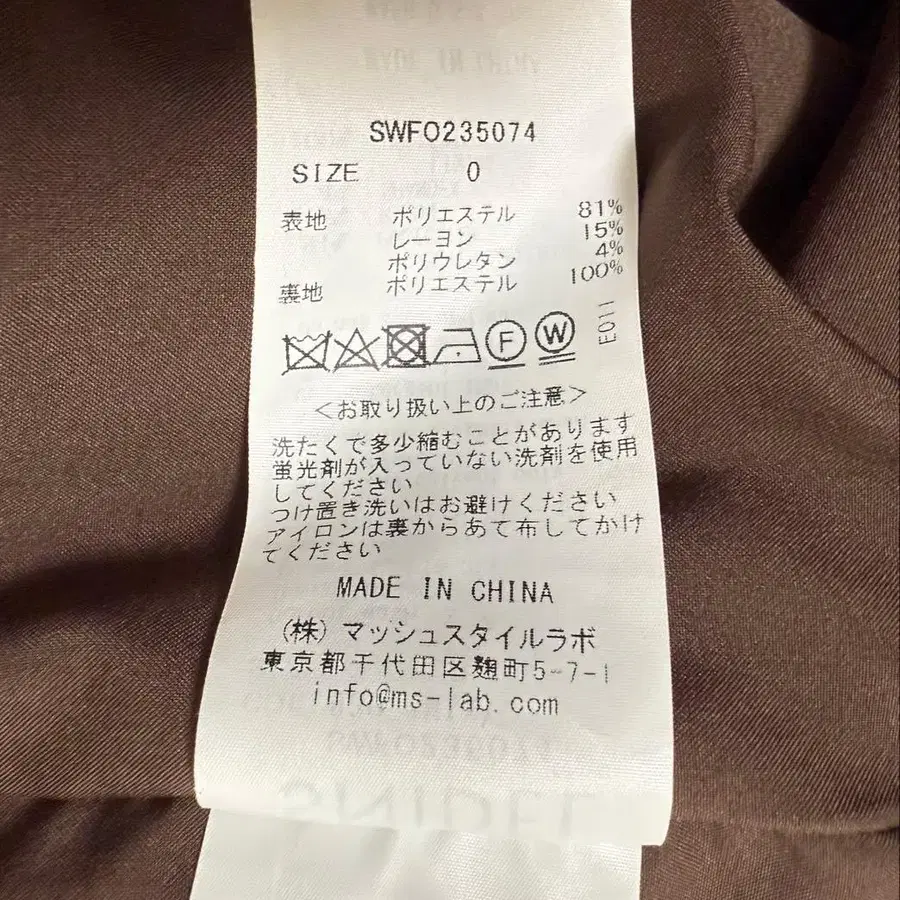 SWFO235074
SIZE 0
表地 ポリエステル 81%
レーヨン 15%
ポリウレタン 4%
裏地 ポリエステル 100%
E011
F W
<お取り扱い上のご注意>
洗たくで多少縮むことがあります
蛍光剤が入っていない洗剤を使用
してください
つけ置き洗いはお避けください
アイロンは裏からあて布してかけ
てください
MADE IN CHINA
(株)マッシュスタイルラボ
東京都千代田区麹町5-7-1
info@ms-lab.com
SNIDEL